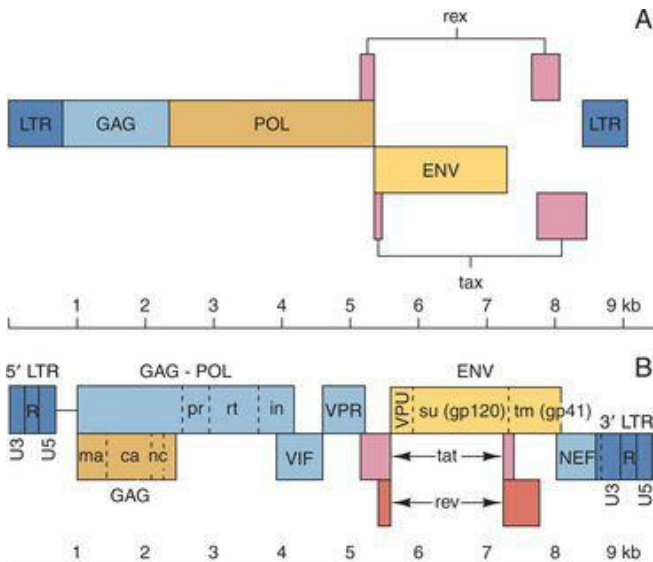 A
rex
LTR GAG POL LTR
ENV
tax
1 2 3 4 5 6 7 8 9 kb
B
5′ LTR GAG - POL ENV
U3 R U5 pr rt in VPR VPU su (gp120) tm (gp41)
3′ LTR
ma ca nc VIF tat NEF U3 R U5
GAG rev
1 2 3 4 5 6 7 8 9 kb